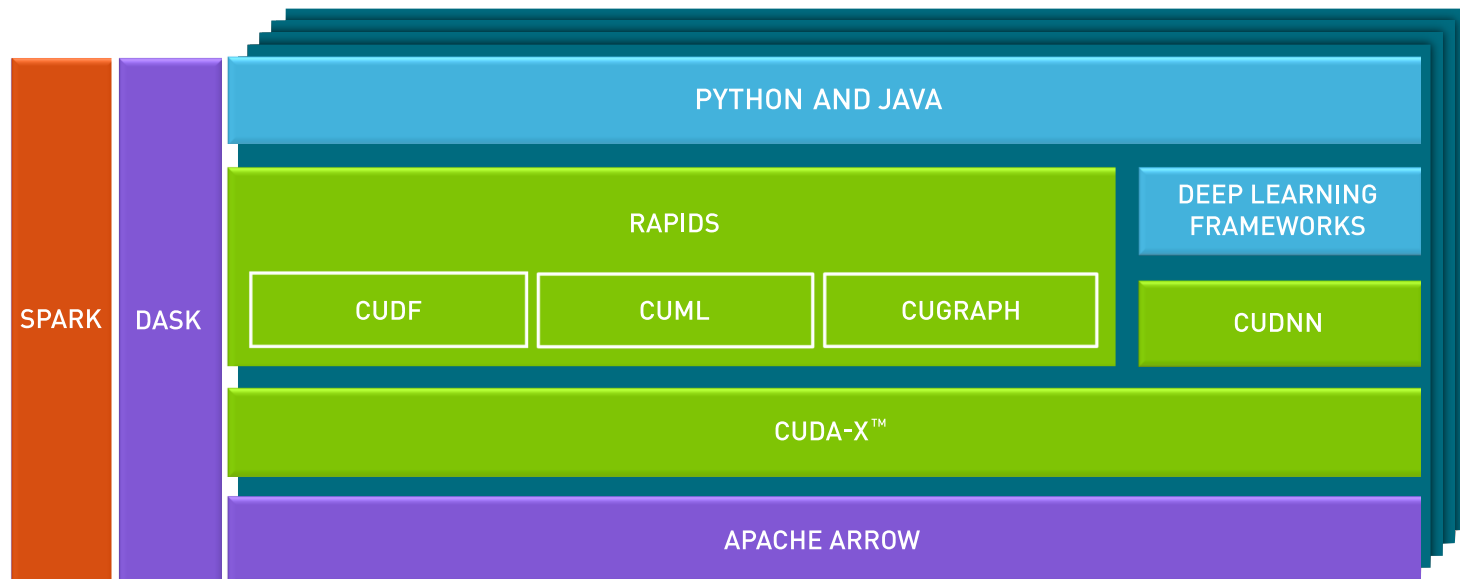 SPARK
DASK
PYTHON AND JAVA
RAPIDS
CUDF
CUML
CUGRAPH
DEEP LEARNING
FRAMEWORKS
CUDNN
CUDA-X™
APACHE ARROW